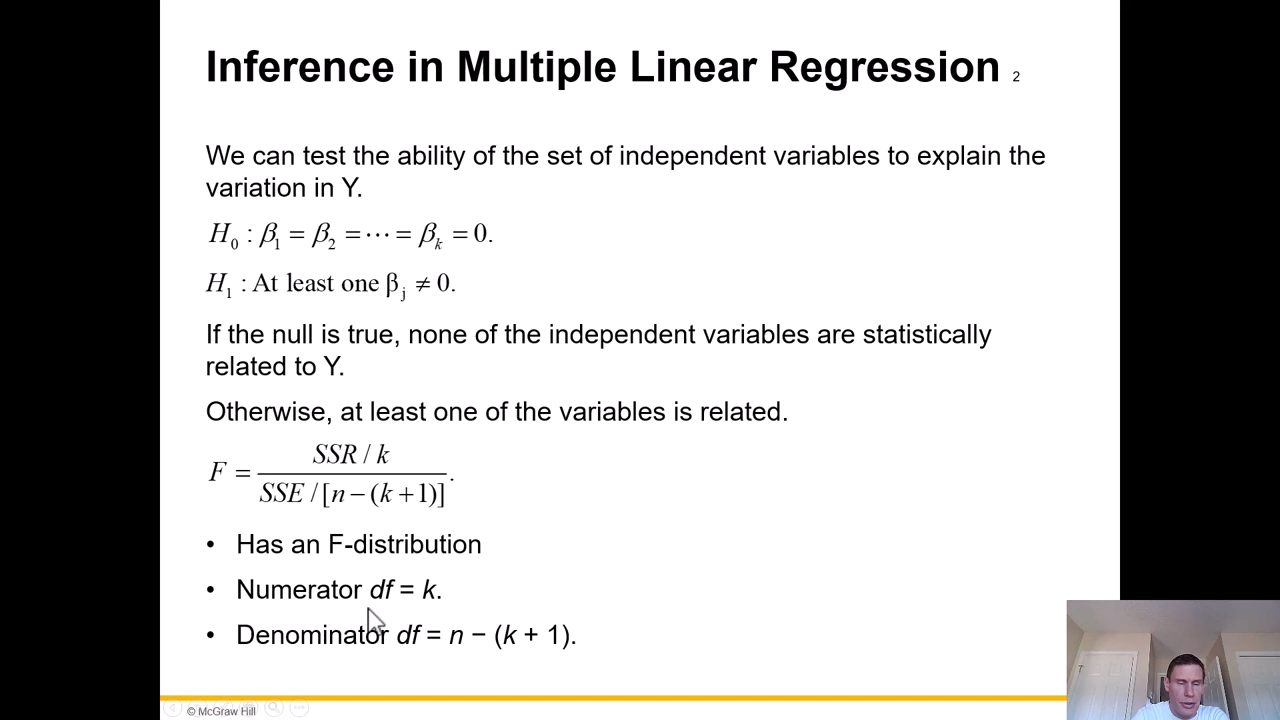 Inference in Multiple Linear Regression 2
We can test the ability of the set of independent variables to explain the
variation in Y.
H₀ : β₁ = β₂ = ⋯ = βₖ = 0.
H₁ : At least one βⱼ ≠ 0.
If the null is true, none of the independent variables are statistically
related to Y.
Otherwise, at least one of the variables is related.
F = SSR / k
SSE / [n − (k + 1)] .
• Has an F-distribution
• Numerator df = k.
• Denominator df = n − (k + 1).
© McGraw Hill